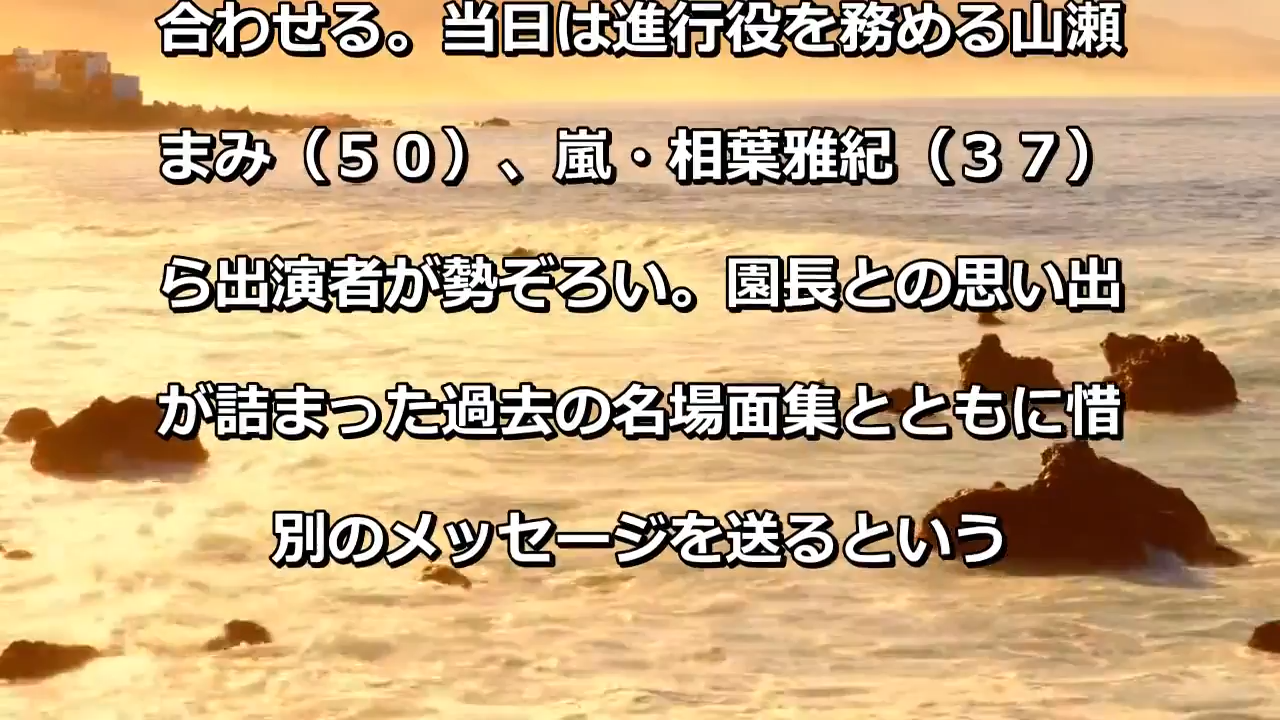 合わせる。当日は進行役を務める山瀬
まみ（５０）、嵐・相葉雅紀（３７）
ら出演者が勢ぞろい。園長との思い出
が詰まった過去の名場面集とともに惜
別のメッセージを送るという